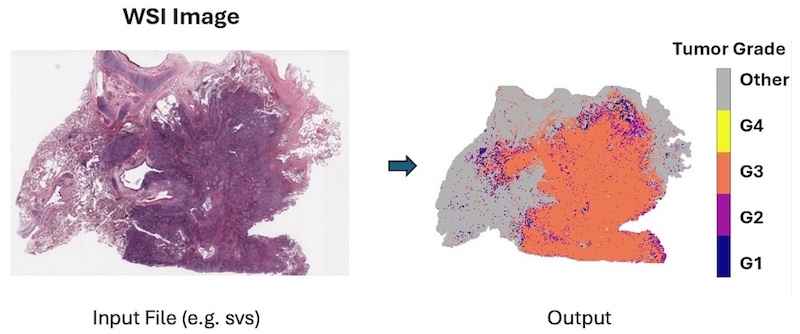 WSI Image
Tumor Grade
Other
G4
G3
G2
G1
Input File (e.g. svs)
Output